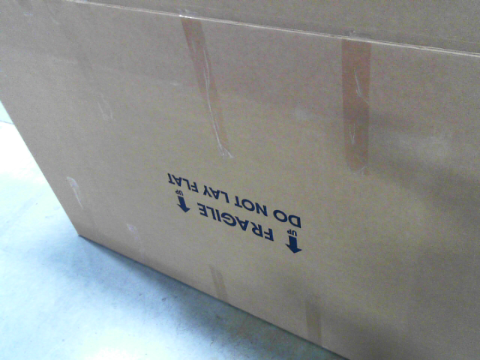 UP FRAGILE UP
DO NOT LAY FLAT